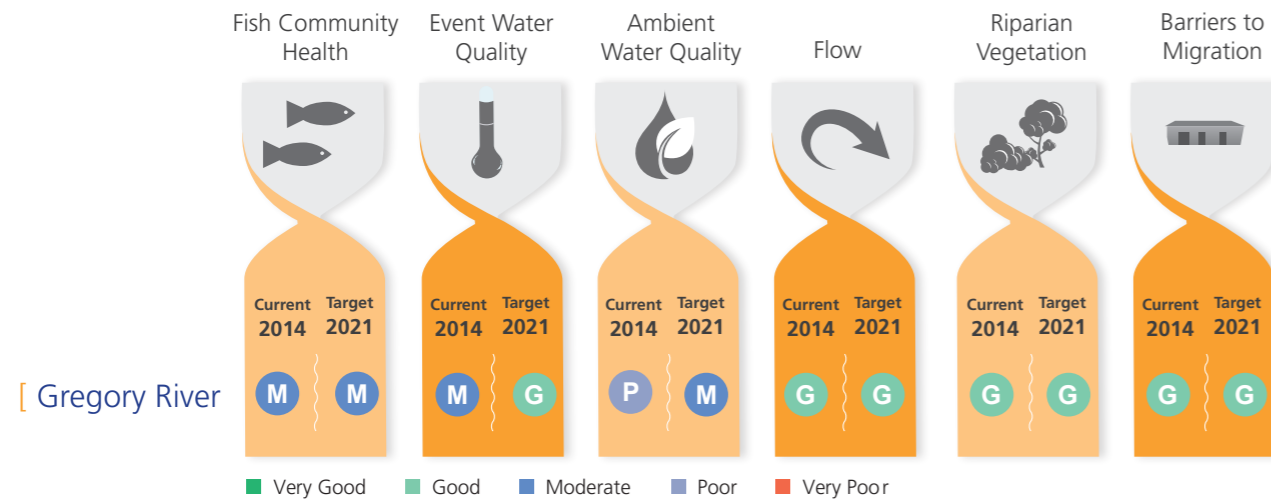 Fish Community
Health
Event Water
Quality
Ambient
Water Quality
Flow
Riparian
Vegetation
Barriers to
Migration
Current Target
2014 2021
Current Target
2014 2021
Current Target
2014 2021
Current Target
2014 2021
Current Target
2014 2021
Current Target
2014 2021
[ Gregory River
M M
M G
P M
G G
G G
G G
Very Good Good Moderate Poor Very Poor